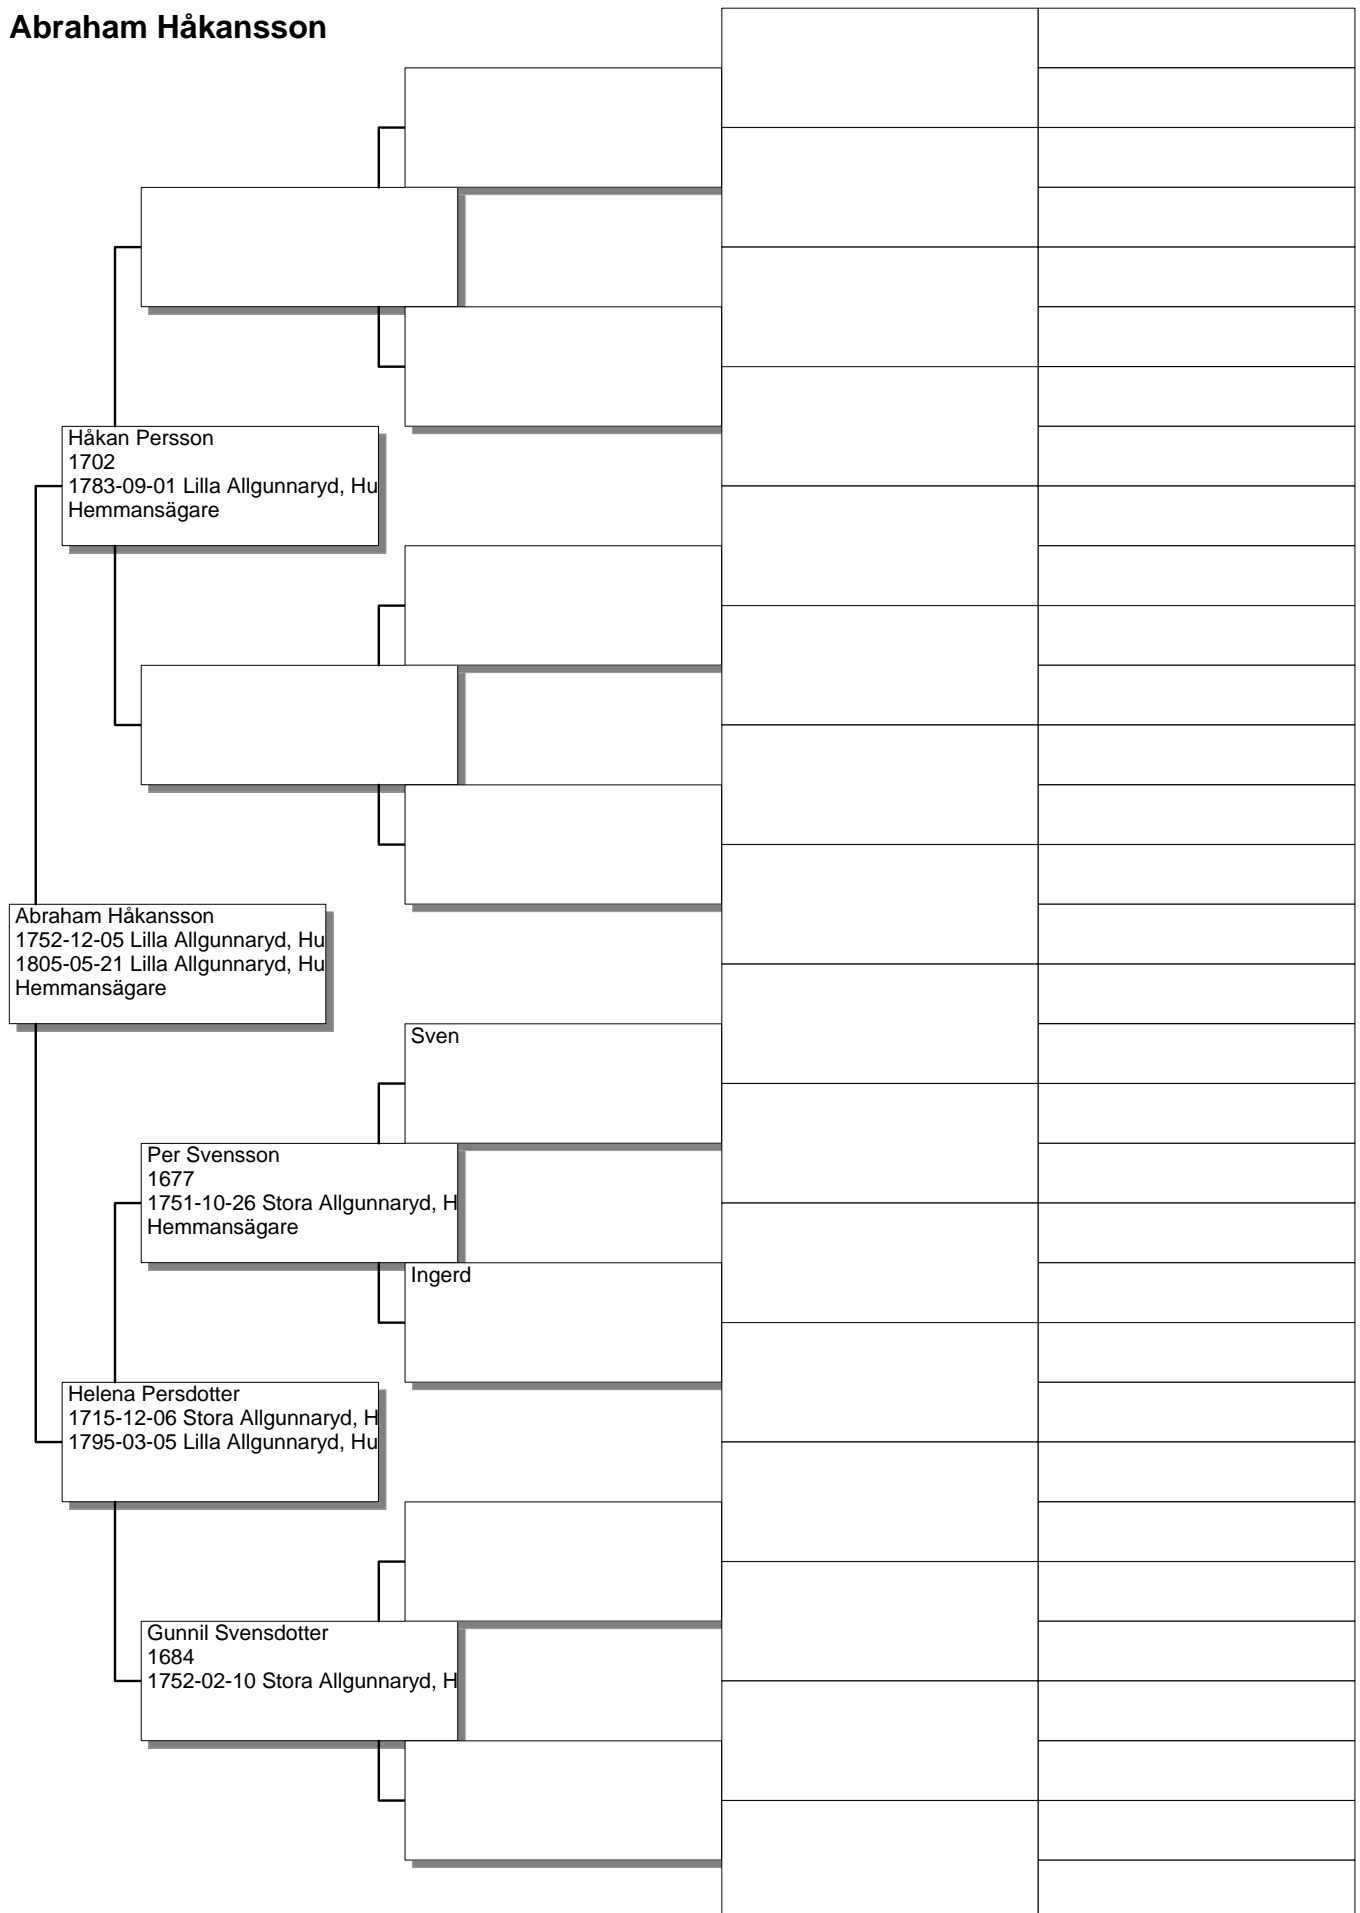 Abraham Håkansson
Håkan Persson
1702
1783-09-01 Lilla Allgunnaryd, Hu
Hemmansägare
Abraham Håkansson
1752-12-05 Lilla Allgunnaryd, Hu
1805-05-21 Lilla Allgunnaryd, Hu
Hemmansägare
Sven
Per Svensson
1677
1751-10-26 Stora Allgunnaryd, H
Hemmansägare
Ingerd
Helena Persdotter
1715-12-06 Stora Allgunnaryd, H
1795-03-05 Lilla Allgunnaryd, Hu
Gunnil Svensdotter
1684
1752-02-10 Stora Allgunnaryd, H